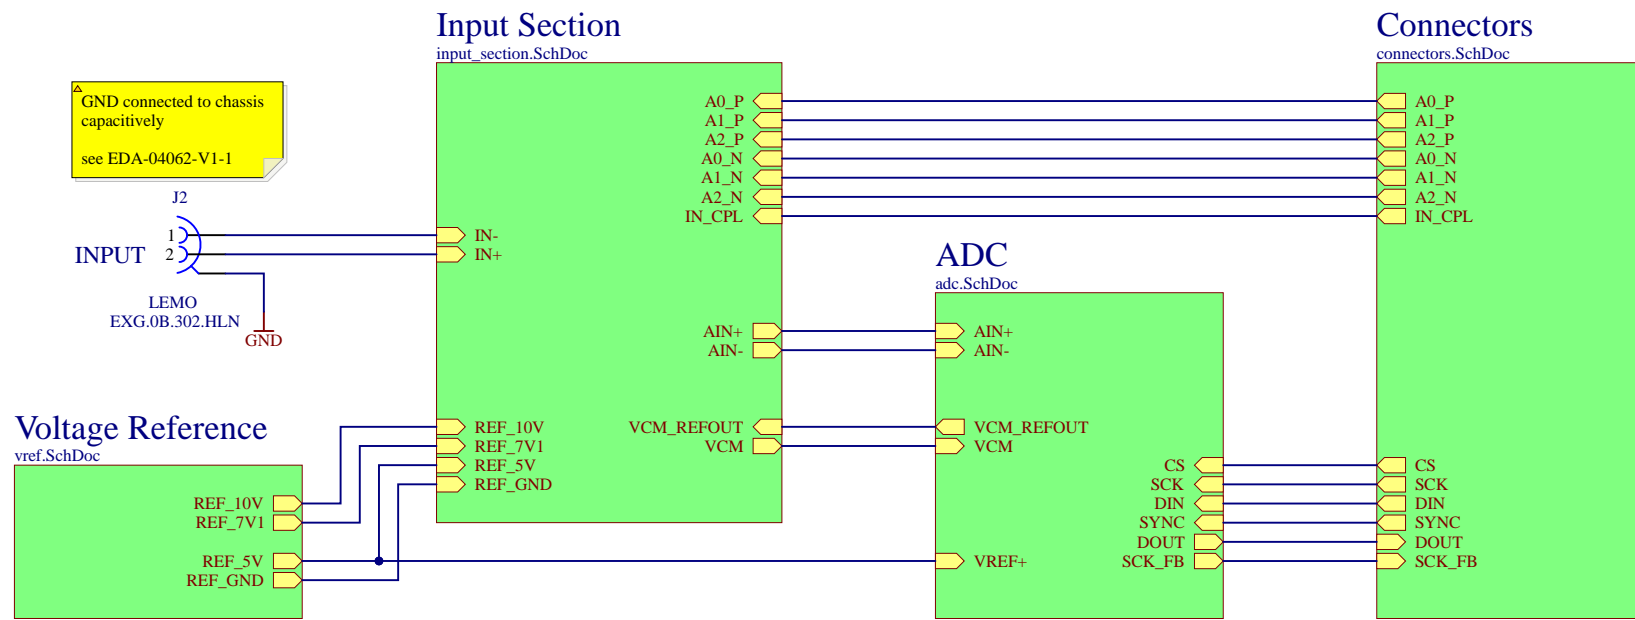 Input Section
input_section.SchDoc
Connectors
connectors.SchDoc
GND connected to chassis
capacitively
see EDA-04062-V1-1
J2
1
2
INPUT
LEMO
EXG.0B.302.HLN
GND
A0_P
A1_P
A2_P
A0_N
A1_N
A2_N
IN_CPL
IN-
IN+
AIN+
AIN-
REF_10V
REF_7V1
REF_5V
REF_GND
VCM_REFOUT
VCM
A0_P
A1_P
A2_P
A0_N
A1_N
A2_N
IN_CPL
ADC
adc.SchDoc
AIN+
AIN-
VCM_REFOUT
VCM
CS
SCK
DIN
SYNC
DOUT
SCK_FB
VREF+
CS
SCK
DIN
SYNC
DOUT
SCK_FB
Voltage Reference
vref.SchDoc
REF_10V
REF_7V1
REF_5V
REF_GND